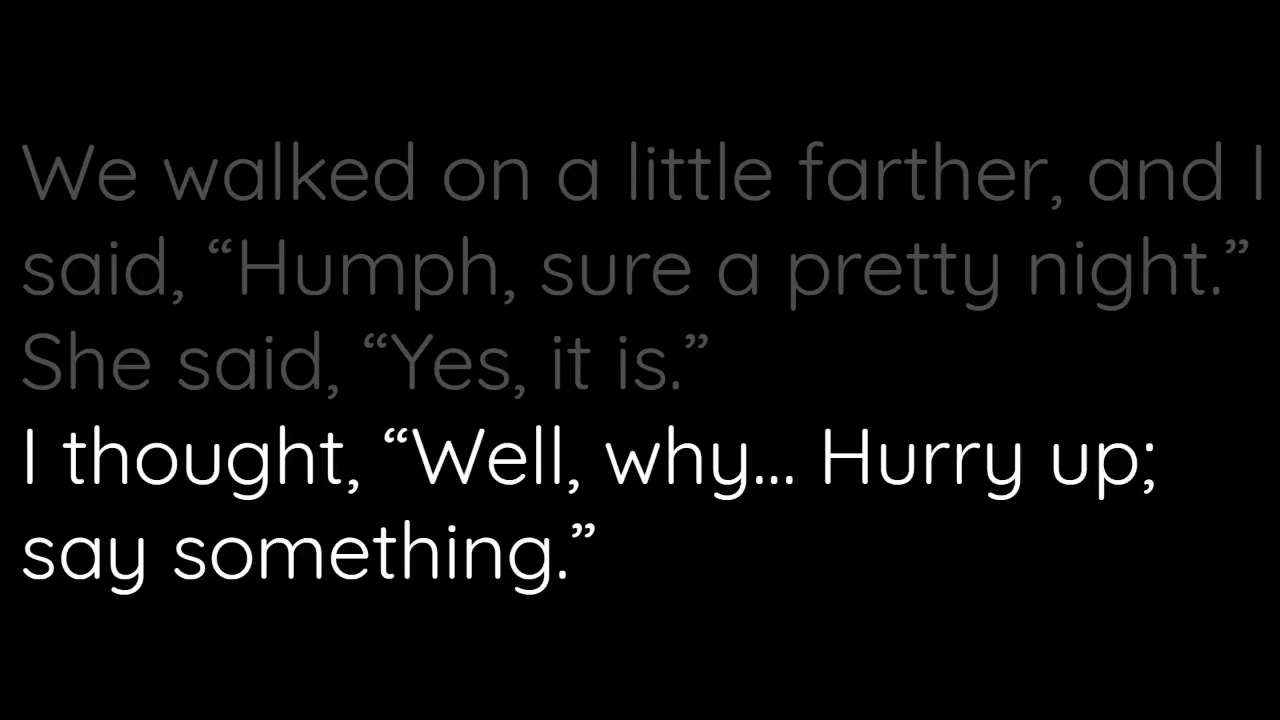 We walked on a little farther, and I
said, “Humph, sure a pretty night.”
She said, “Yes, it is.”
I thought, “Well, why... Hurry up;
say something.”